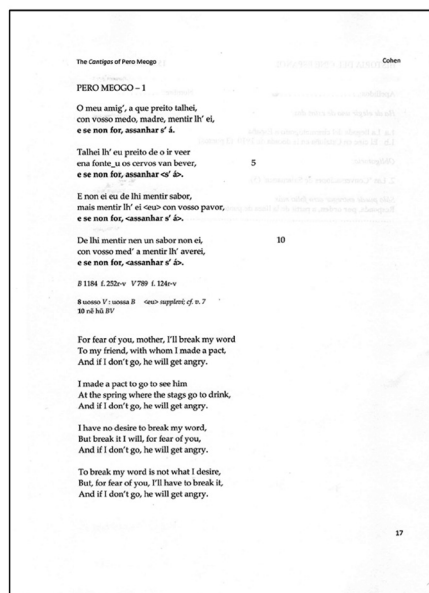 The Cantigas of Pero Meogo Cohen
PERO MEOGO – 1
O meu amig', a que preito talhei,
con vosso medo, madre, mentir lh' ei,
e se non for, assanhar s' á.
Talhei lh' eu preito de o ir veer
ena fonte_u os cervos van bever, 5
e se non for, assanhar <s' á>.
E non ei eu de lhi mentir sabor,
mais mentir lh' ei <eu> con vosso pavor,
e se non for, <assanhar s' á>.
De lhi mentir nen un sabor non ei, 10
con vosso med' a mentir lh' averei,
e se non for, <assanhar s' á>.
B 1184 f. 252r-v V 789 f. 124r-v
8 uosso V : uossa B <eu> supplevi; cf. v. 7
10 nẽ hũ BV
For fear of you, mother, I'll break my word
To my friend, with whom I made a pact,
And if I don't go, he will get angry.
I made a pact to go to see him
At the spring where the stags go to drink,
And if I don't go, he will get angry.
I have no desire to break my word,
But break it I will, for fear of you,
And if I don't go, he will get angry.
To break my word is not what I desire,
But, for fear of you, I'll have to break it,
And if I don't go, he will get angry.
17